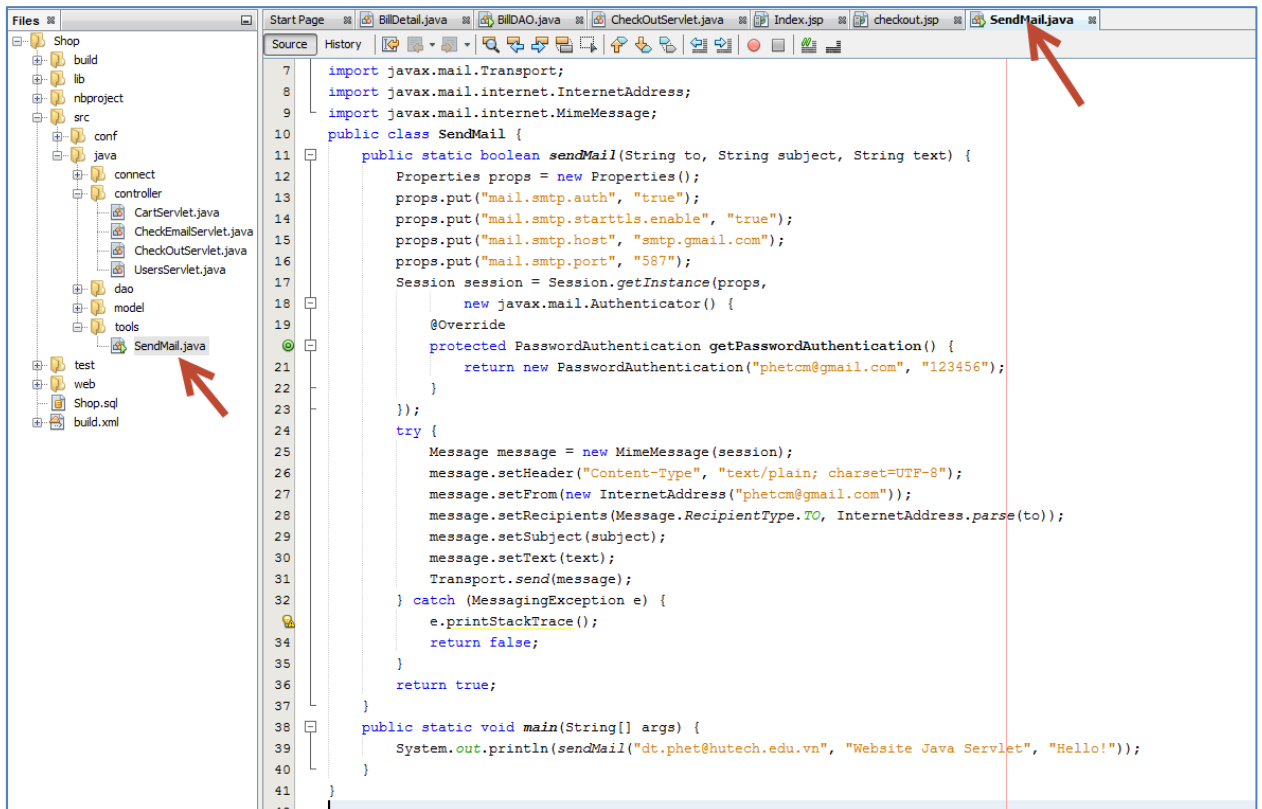 Files
Start Page BillDetail.java BillDAO.java CheckOutServlet.java Index.jsp checkout.jsp SendMail.java
Source History
Shop
build
lib
nbproject
src
conf
java
connect
controller
CartServlet.java
CheckEmailServlet.java
CheckOutServlet.java
UsersServlet.java
dao
model
tools
SendMail.java
test
web
Shop.sql
build.xml
7 import javax.mail.Transport;
8 import javax.mail.internet.InternetAddress;
9 import javax.mail.internet.MimeMessage;
10 public class SendMail {
11 public static boolean sendMail(String to, String subject, String text) {
12 Properties props = new Properties();
13 props.put("mail.smtp.auth", "true");
14 props.put("mail.smtp.starttls.enable", "true");
15 props.put("mail.smtp.host", "smtp.gmail.com");
16 props.put("mail.smtp.port", "587");
17 Session session = Session.getInstance(props,
18 new javax.mail.Authenticator() {
19 @Override
protected PasswordAuthentication getPasswordAuthentication() {
21 return new PasswordAuthentication("phetcm@gmail.com", "123456");
22 }
23 });
24 try {
25 Message message = new MimeMessage(session);
26 message.setHeader("Content-Type", "text/plain; charset=UTF-8");
27 message.setFrom(new InternetAddress("phetcm@gmail.com"));
28 message.setRecipients(Message.RecipientType.TO, InternetAddress.parse(to));
29 message.setSubject(subject);
30 message.setText(text);
31 Transport.send(message);
32 } catch (MessagingException e) {
e.printStackTrace();
34 return false;
35 }
36 return true;
37 }
38 public static void main(String[] args) {
39 System.out.println(sendMail("dt.phet@hutech.edu.vn", "Website Java Servlet", "Hello!"));
40 }
41 }